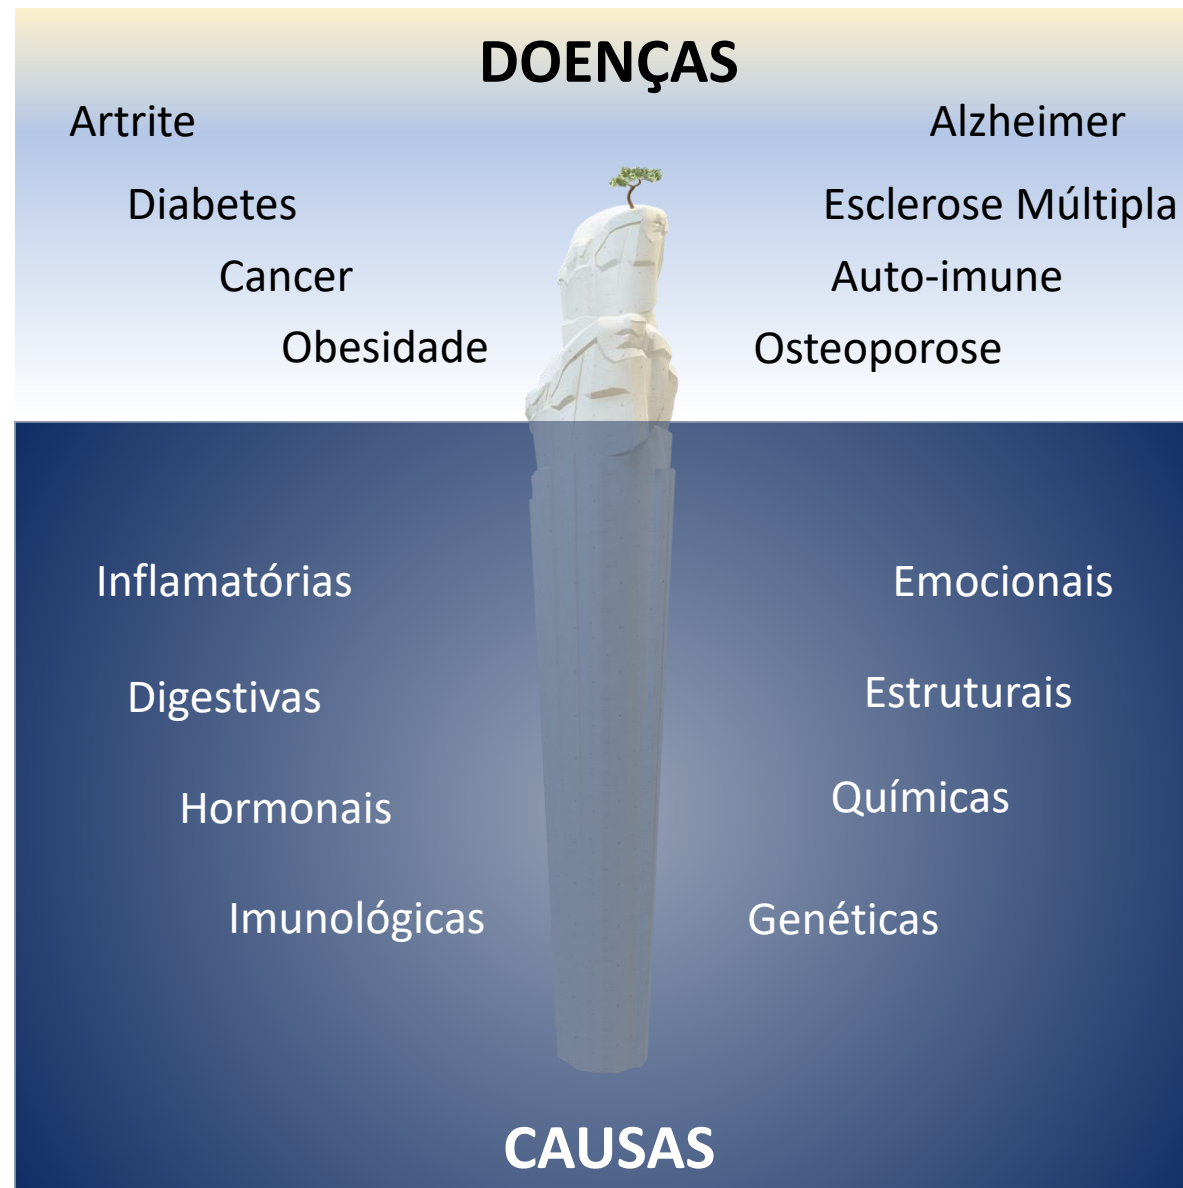 DOENÇAS
Artrite
Alzheimer
Diabetes
Esclerose Múltipla
Cancer
Auto-imune
Obesidade
Osteoporose
Inflamatórias
Emocionais
Digestivas
Estruturais
Hormonais
Químicas
Imunológicas
Genéticas
CAUSAS